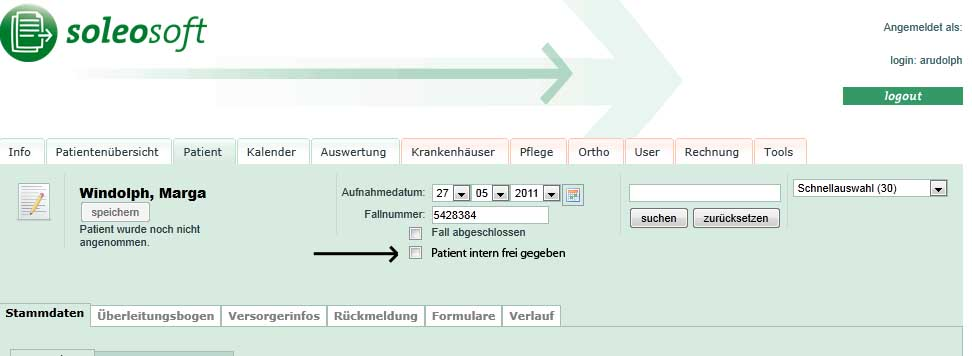 soleosoft
Angemeldet als:
login: arudolph
logout
Info Patientenübersicht Patient Kalender Auswertung Krankenhäuser Pflege Ortho User Rechnung Tools
Windolph, Marga
speichern
Patient wurde noch nicht
angenommen.
Aufnahmedatum: 27 05 2011
Fallnummer: 5428384
Fall abgeschlossen
Patient intern frei gegeben
suchen zurücksetzen
Schnellauswahl (30)
Stammdaten Überleitungsbogen Versorgerinfos Rückmeldung Formulare Verlauf